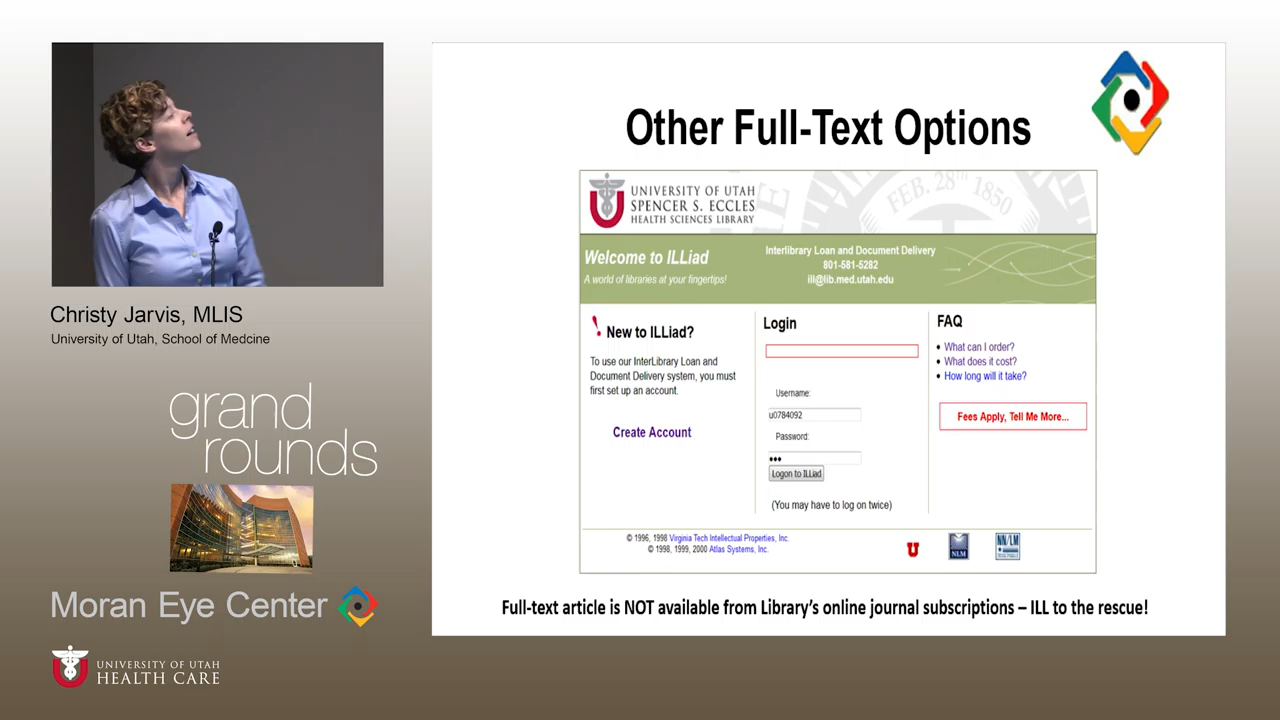 Christy Jarvis, MLIS
University of Utah, School of Medcine
grand
rounds
Moran Eye Center
UNIVERSITY OF UTAH
HEALTH CARE
Other Full-Text Options
UNIVERSITY OF UTAH
SPENCER S. ECCLES
HEALTH SCIENCES LIBRARY
FEB. 28th 1850
Welcome to ILLiad
A world of libraries at your fingertips!
Interlibrary Loan and Document Delivery
801-581-5282
ill@lib.med.utah.edu
! New to ILLiad?
To use our InterLibrary Loan and
Document Delivery system, you must
first set up an account.
Create Account
Login
Username:
u0784092
Password:
•••
Logon to ILLiad
(You may have to log on twice)
FAQ
• What can I order?
• What does it cost?
• How long will it take?
Fees Apply, Tell Me More...
© 1996, 1998 Virginia Tech Intellectual Properties, Inc.
© 1998, 1999, 2000 Atlas Systems, Inc.
U
NLM
NN/LM
Full-text article is NOT available from Library's online journal subscriptions – ILL to the rescue!